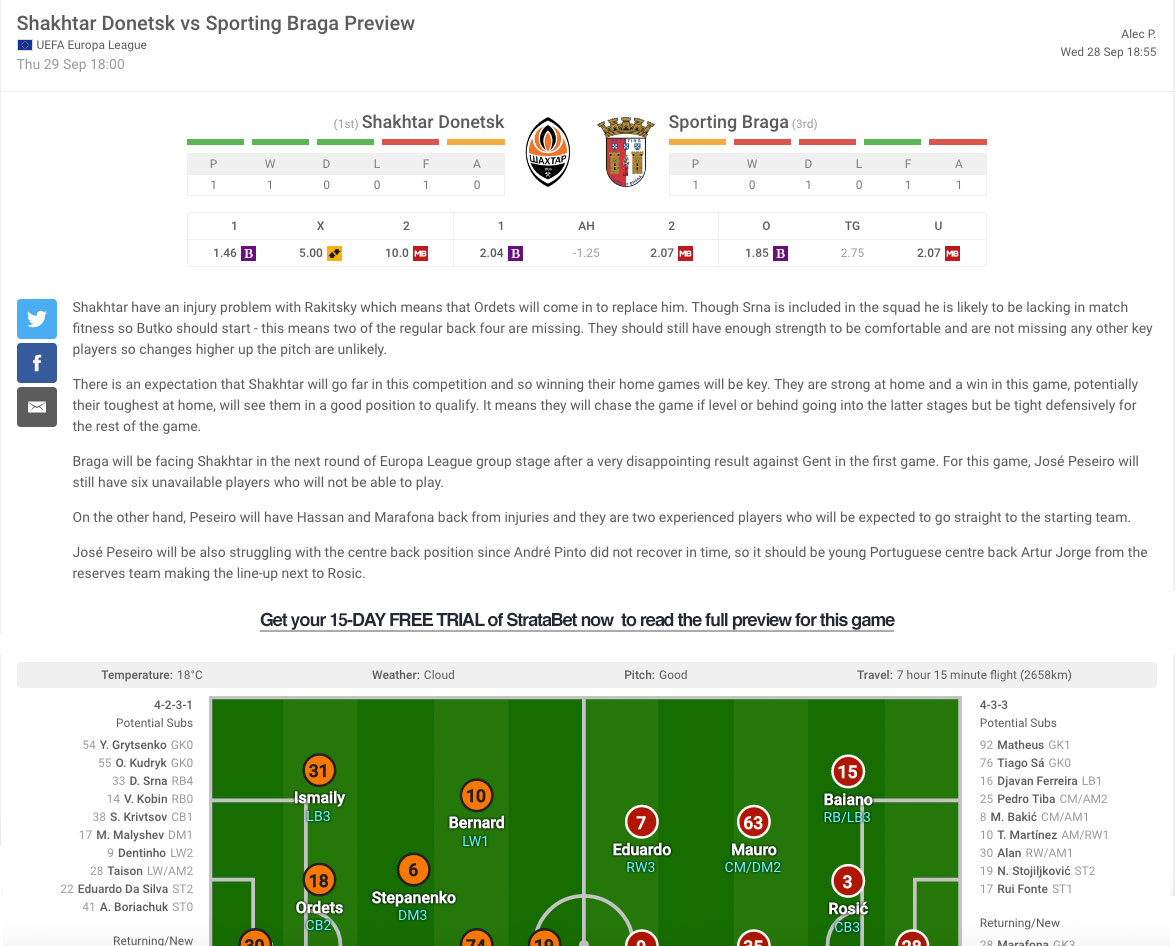 Shakhtar Donetsk vs Sporting Braga Preview
UEFA Europa League
Thu 29 Sep 18:00
Alec P.
Wed 28 Sep 18:55
(1st) Shakhtar Donetsk
P W D L F A
1 1 0 0 1 0
ШАХТАР
Sporting Braga (3rd)
P W D L F A
1 0 1 0 1 1
1 X 2 1 AH 2 O TG U
1.46 B 5.00 10.0 MB 2.04 B -1.25 2.07 MB 1.85 B 2.75 2.07 MB
Shakhtar have an injury problem with Rakitsky which means that Ordets will come in to replace him. Though Srna is included in the squad he is likely to be lacking in match
fitness so Butko should start - this means two of the regular back four are missing. They should still have enough strength to be comfortable and are not missing any other key
players so changes higher up the pitch are unlikely.
There is an expectation that Shakhtar will go far in this competition and so winning their home games will be key. They are strong at home and a win in this game, potentially
their toughest at home, will see them in a good position to qualify. It means they will chase the game if level or behind going into the latter stages but be tight defensively for
the rest of the game.
Braga will be facing Shakhtar in the next round of Europa League group stage after a very disappointing result against Gent in the first game. For this game, José Peseiro will
still have six unavailable players who will not be able to play.
On the other hand, Peseiro will have Hassan and Marafona back from injuries and they are two experienced players who will be expected to go straight to the starting team.
José Peseiro will be also struggling with the centre back position since André Pinto did not recover in time, so it should be young Portuguese centre back Artur Jorge from the
reserves team making the line-up next to Rosic.
Get your 15-DAY FREE TRIAL of StrataBet now to read the full preview for this game
Temperature: 18°C Weather: Cloud Pitch: Good Travel: 7 hour 15 minute flight (2658km)
4-2-3-1
Potential Subs
54 Y. Grytsenko GK0
55 O. Kudryk GK0
33 D. Srna RB4
14 V. Kobin RB0
38 S. Krivtsov CB1
17 M. Malyshev DM1
9 Dentinho LW2
28 Taison LW/AM2
22 Eduardo Da Silva ST2
41 A. Boriachuk ST0
Returning/New
31
Ismaily
LB3
10
Bernard
LW1
18
Ordets
CB2
6
Stepanenko
DM3
30
74
19
7
Eduardo
RW3
63
Mauro
CM/DM2
15
Baiano
RB/LB3
3
Rosić
CB3
9
35
28
4-3-3
Potential Subs
92 Matheus GK1
76 Tiago Sá GK0
16 Djavan Ferreira LB1
25 Pedro Tiba CM/AM2
8 M. Bakić CM/AM1
10 T. Martínez AM/RW1
30 Alan RW/AM1
19 N. Stojiljković ST2
17 Rui Fonte ST1
Returning/New
28 Marafona GK3